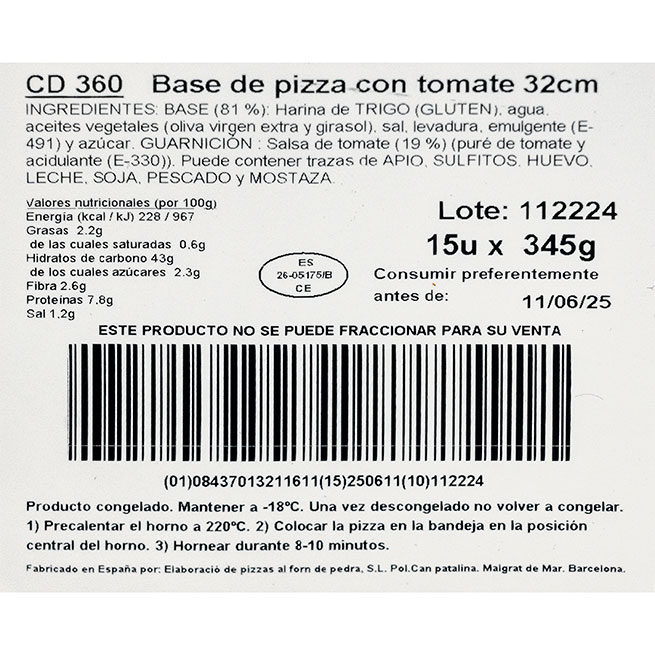 CD 360 Base de pizza con tomate 32cm
INGREDIENTES: BASE (81 %): Harina de TRIGO (GLUTEN), agua,
aceites vegetales (oliva virgen extra y girasol), sal, levadura, emulgente (E-
491) y azúcar. GUARNICIÓN : Salsa de tomate (19 %) (puré de tomate y
acidulante (E-330)). Puede contener trazas de APIO, SULFITOS, HUEVO,
LECHE, SOJA, PESCADO y MOSTAZA.
Valores nutricionales (por 100g)
Energía (kcal / kJ) 228 / 967
Grasas 2.2g
de las cuales saturadas 0,6g
Hidratos de carbono 43g
de los cuales azúcares 2.3g
Fibra 2.6g
Proteínas 7,8g
Sal 1,2g
ES
26-05175/B
CE
Lote: 112224
15u x 345g
Consumir preferentemente
antes de: 11/06/25
ESTE PRODUCTO NO SE PUEDE FRACCIONAR PARA SU VENTA
(01)08437013211611(15)250611(10)112224
Producto congelado. Mantener a -18ºC. Una vez descongelado no volver a congelar.
1) Precalentar el horno a 220ºC. 2) Colocar la pizza en la bandeja en la posición
central del horno. 3) Hornear durante 8-10 minutos.
Fabricado en España por: Elaboració de pizzas al forn de pedra, S.L. Pol.Can patalina. Malgrat de Mar. Barcelona.